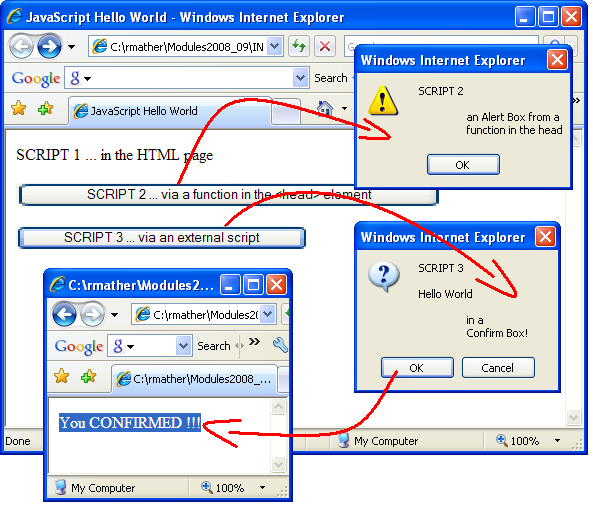 JavaScript Hello World - Windows Internet Explorer
C:\rmather\Modules2008_09\IN
Google
Search
JavaScript Hello World
SCRIPT 1 ... in the HTML page
SCRIPT 2 ... via a function in the <head> element
SCRIPT 3 ... via an external script
Windows Internet Explorer
SCRIPT 2
an Alert Box from a
function in the head
OK
Windows Internet Explorer
SCRIPT 3
Hello World
in a
Confirm Box!
OK
Cancel
C:\rmather\Modules2...
C:\rmather\Modules20
Google
Search
C:\rmather\Modules2008_...
You CONFIRMED !!!
My Computer
100%
Done
My Computer
100%